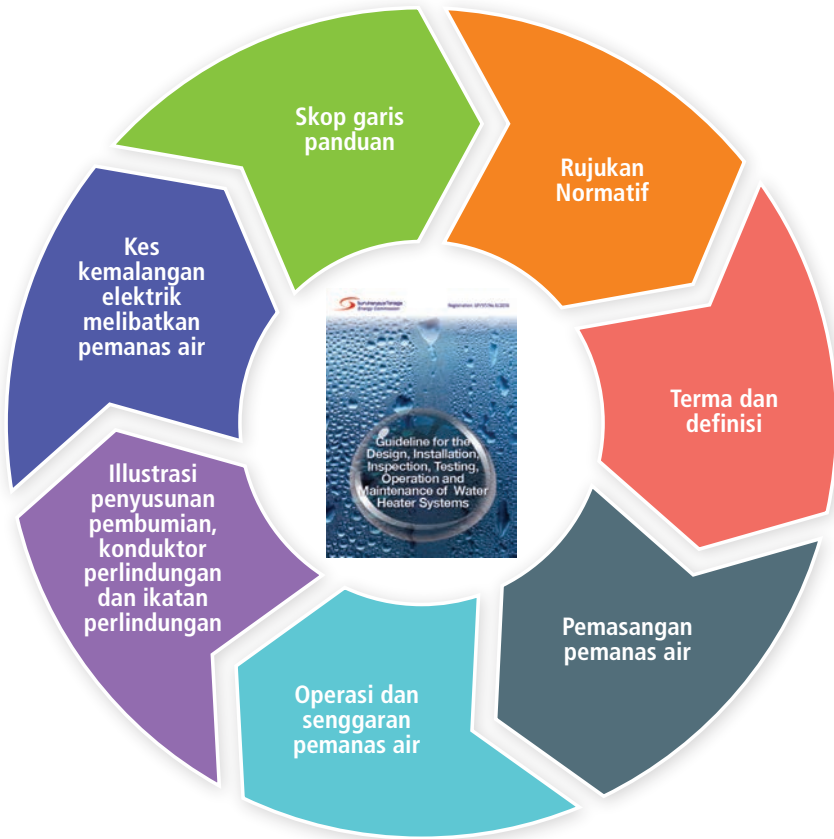 Skop garis
panduan
Rujukan
Normatif
Terma dan
definisi
Pemasangan
pemanas air
Operasi dan
senggaran
pemanas air
Illustrasi
penyusunan
pembumian,
konduktor
perlindungan
dan ikatan
perlindungan
Kes
kemalangan
elektrik
melibatkan
pemanas air
Suruhanjaya Tenaga
Energy Commission
Guideline for the
Design, Installation,
Inspection, Testing,
Operation and
Maintenance of Water
Heater Systems